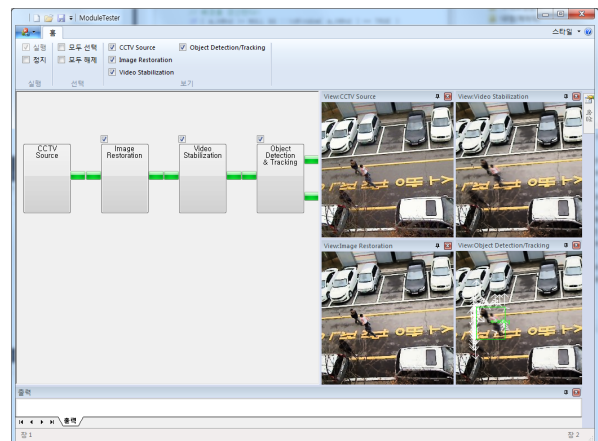 ModuleTester
홈
스타일
실행
정지
실행
모두 선택
모두 해제
선택
CCTV Source
Image Restoration
Video Stabilization
Object Detection/Tracking
보기
CCTV
Source
Image
Restoration
Video
Stabilization
Object
Detection
& Tracking
View:CCTV Source
View:Video Stabilization
View:Image Restoration
View:Object Detection/Tracking
출력
출력
창 1
창 2